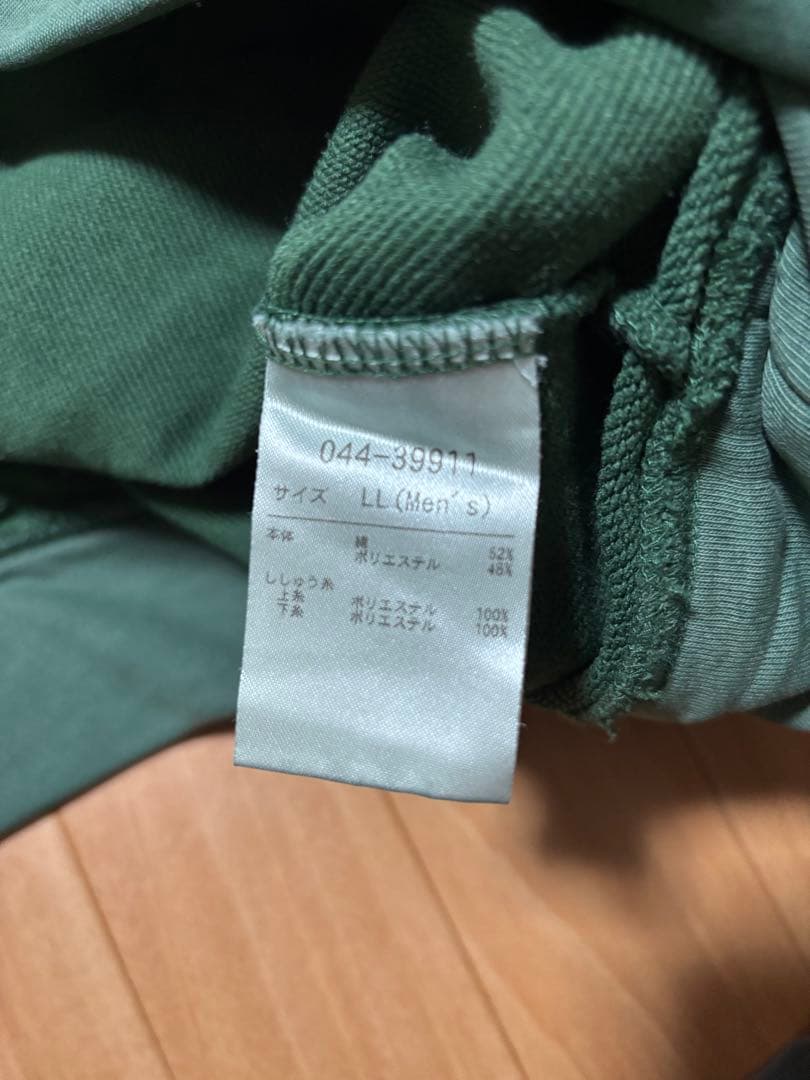 044-39911
サイズ LL(Men's)
本体 綿 52%
ポリエステル 48%
ししゅう糸
上糸 ポリエステル 100%
下糸 ポリエステル 100%